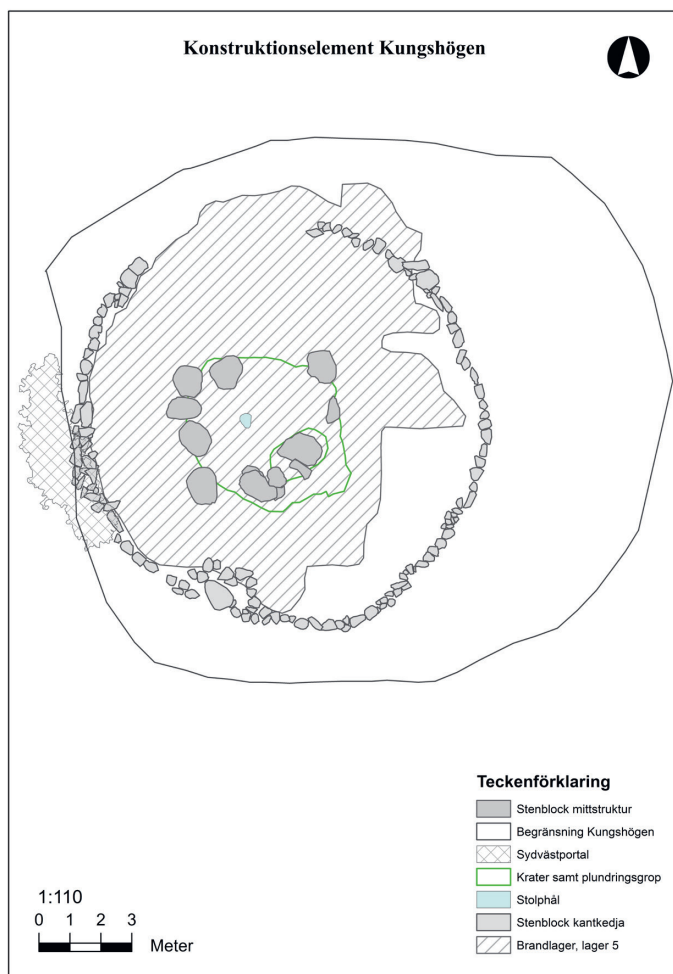 Konstruktionselement Kungshögen
Teckenförklaring
Stenblock mittstruktur
Begränsning Kungshögen
Sydvästportal
Krater samt plundringsgrop
Stolphål
Stenblock kantkedja
Brandlager, lager 5
1:110
0 1 2 3
Meter